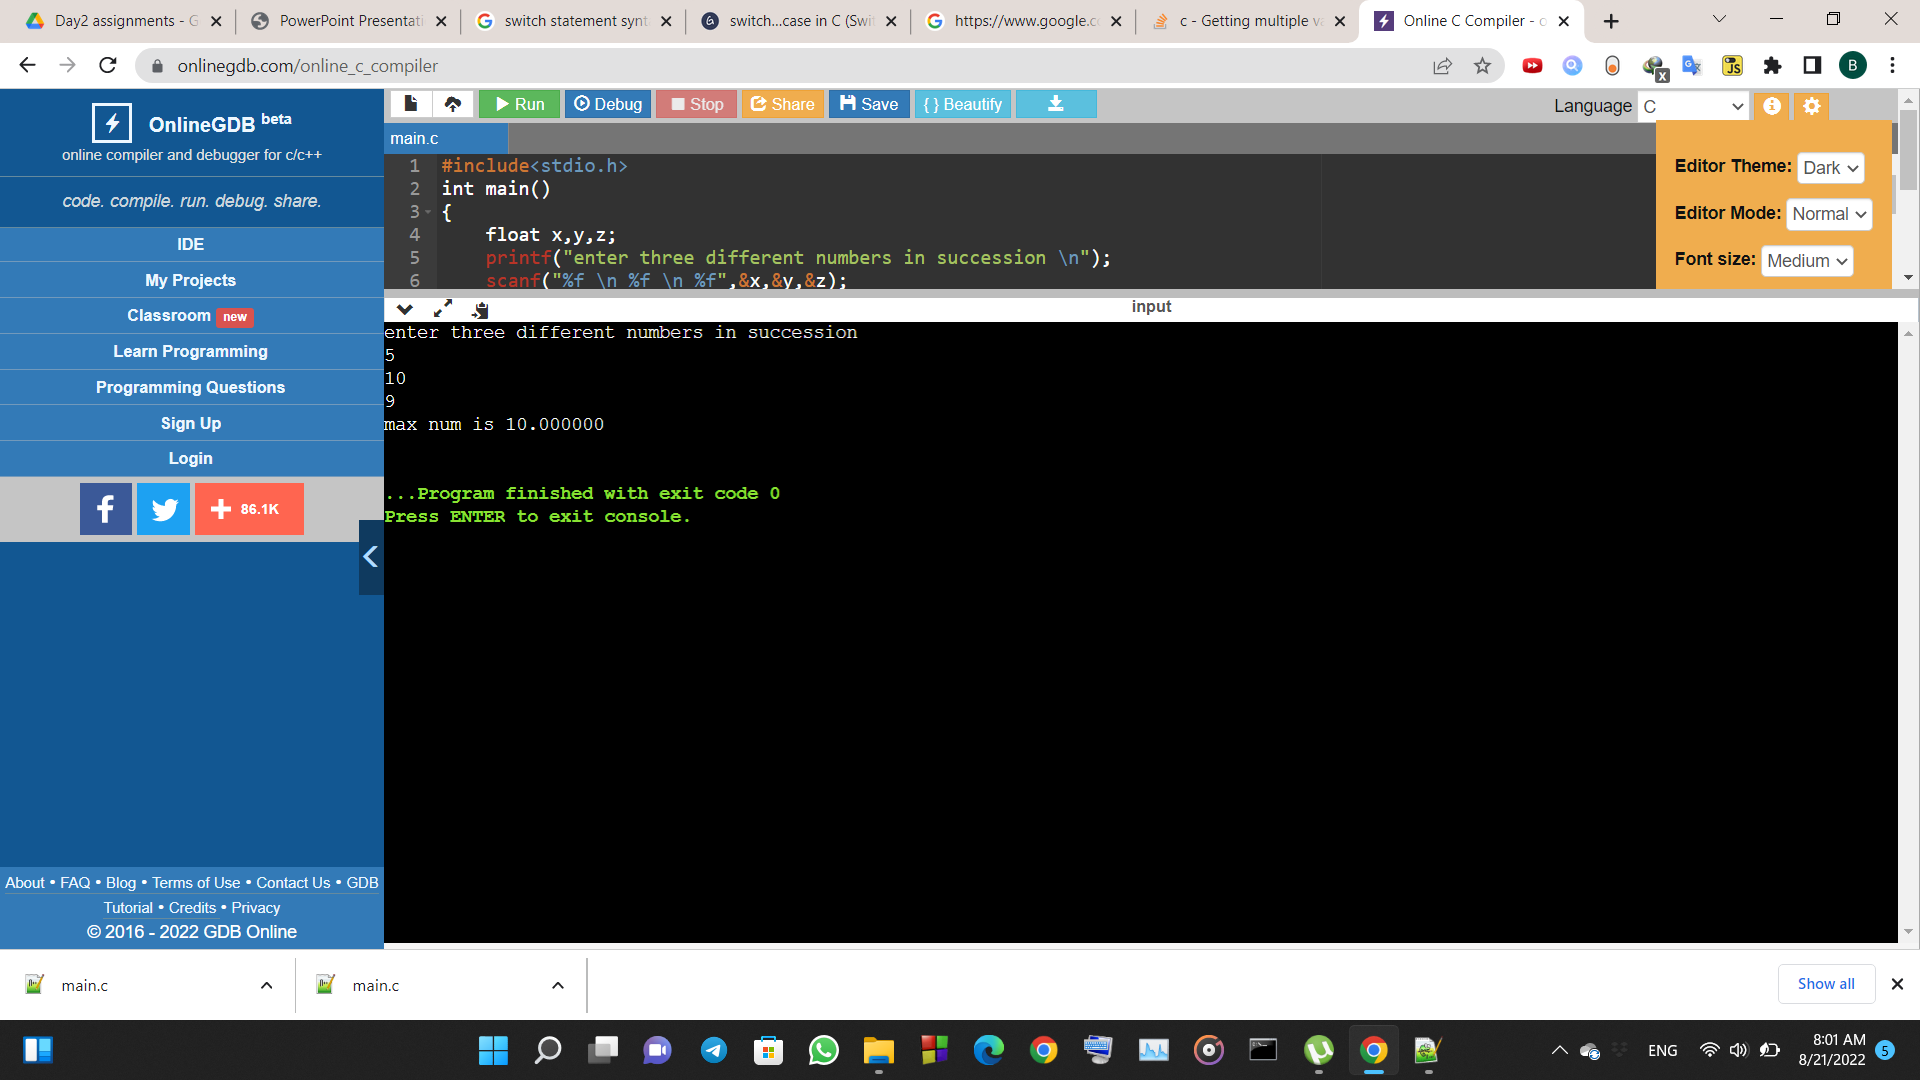 Day2 assignments - G
PowerPoint Presentati
switch statement synt
switch...case in C (Swit
https://www.google.co
c - Getting multiple va
Online C Compiler - o
onlinegdb.com/online_c_compiler
B
OnlineGDB beta
online compiler and debugger for c/c++
code. compile. run. debug. share.
IDE
My Projects
Classroom new
Learn Programming
Programming Questions
Sign Up
Login
86.1K
About • FAQ • Blog • Terms of Use • Contact Us • GDB
Tutorial • Credits • Privacy
© 2016 - 2022 GDB Online
Run
Debug
Stop
Share
Save
{ } Beautify
Language C
main.c
Editor Theme: Dark
Editor Mode: Normal
Font size: Medium
1 #include<stdio.h>
2 int main()
3 {
4 float x,y,z;
5 printf("enter three different numbers in succession \n");
6 scanf("%f \n %f \n %f",&x,&y,&z);
input
enter three different numbers in succession
5
10
9
max num is 10.000000
...Program finished with exit code 0
Press ENTER to exit console.
main.c
main.c
Show all
ENG
8:01 AM
8/21/2022
5